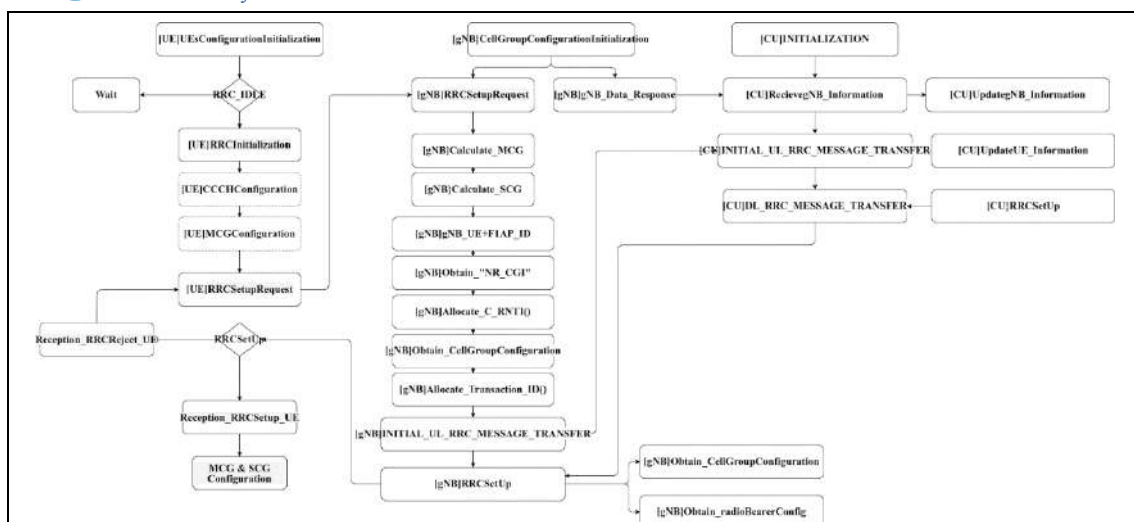 [UE]UEsConfigurationInitialization
RRC_IDLE
Wait
[UE]RRCInitialization
[UE]CCCHConfiguration
[UE]MCGConfiguration
[UE]RRCSetupRequest
Reception_RRCReject_UE
RRCSetUp
Reception_RRCSetup_UE
MCG & SCG
Configuration
[gNB]CellGroupConfigurationInitialization
[gNB]RRCSetupRequest
[gNB]gNB_Data_Response
[gNB]Calculate_MCG
[gNB]Calculate_SCG
[gNB]gNB_UE+F1AP_ID
[gNB]Obtain_"NR_CGI"
[gNB]Allocate_C_RNTI()
[gNB]Obtain_CellGroupConfiguration
[gNB]Allocate_Transaction_ID()
[gNB]INITIAL_UL_RRC_MESSAGE_TRANSFER
[gNB]RRCSetUp
[gNB]Obtain_CellGroupConfiguration
[gNB]Obtain_radioBearerConfig
[CU]INITIALIZATION
[CU]RecievegNB_Information
[CU]UpdategNB_Information
[CU]INITIAL_UL_RRC_MESSAGE_TRANSFER
[CU]UpdateUE_Information
[CU]DL_RRC_MESSAGE_TRANSFER
[CU]RRCSetUp